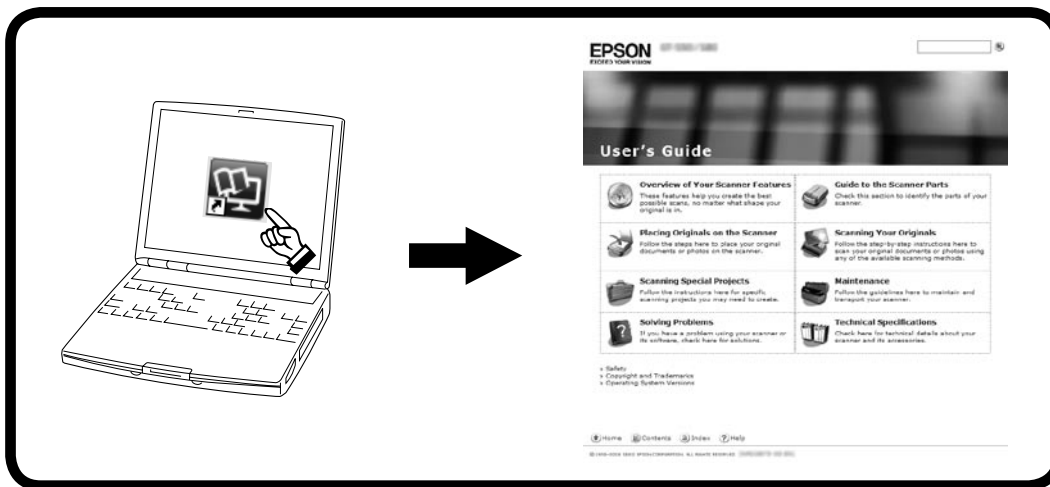 EPSON
EXCEED YOUR VISION
User's Guide
Overview of Your Scanner Features
These features help you create the best
possible scans, no matter what shape your
original is in.
Guide to the Scanner Parts
Check this section to identify the parts of your
scanner.
Placing Originals on the Scanner
Follow the steps here to place your original
documents or photos on the scanner.
Scanning Your Originals
Follow the step-by-step instructions here to
scan your original documents or photos using
any of the available scanning methods.
Scanning Special Projects
Follow the instructions here for specific
scanning projects you may need to create.
Maintenance
Follow the guidelines here to maintain and
transport your scanner.
Solving Problems
If you have a problem using your scanner or
its software, check here for solutions.
Technical Specifications
Check here for technical details about your
scanner and its accessories.
» Safety
» Copyright and Trademarks
» Operating System Versions
Home Contents Index Help